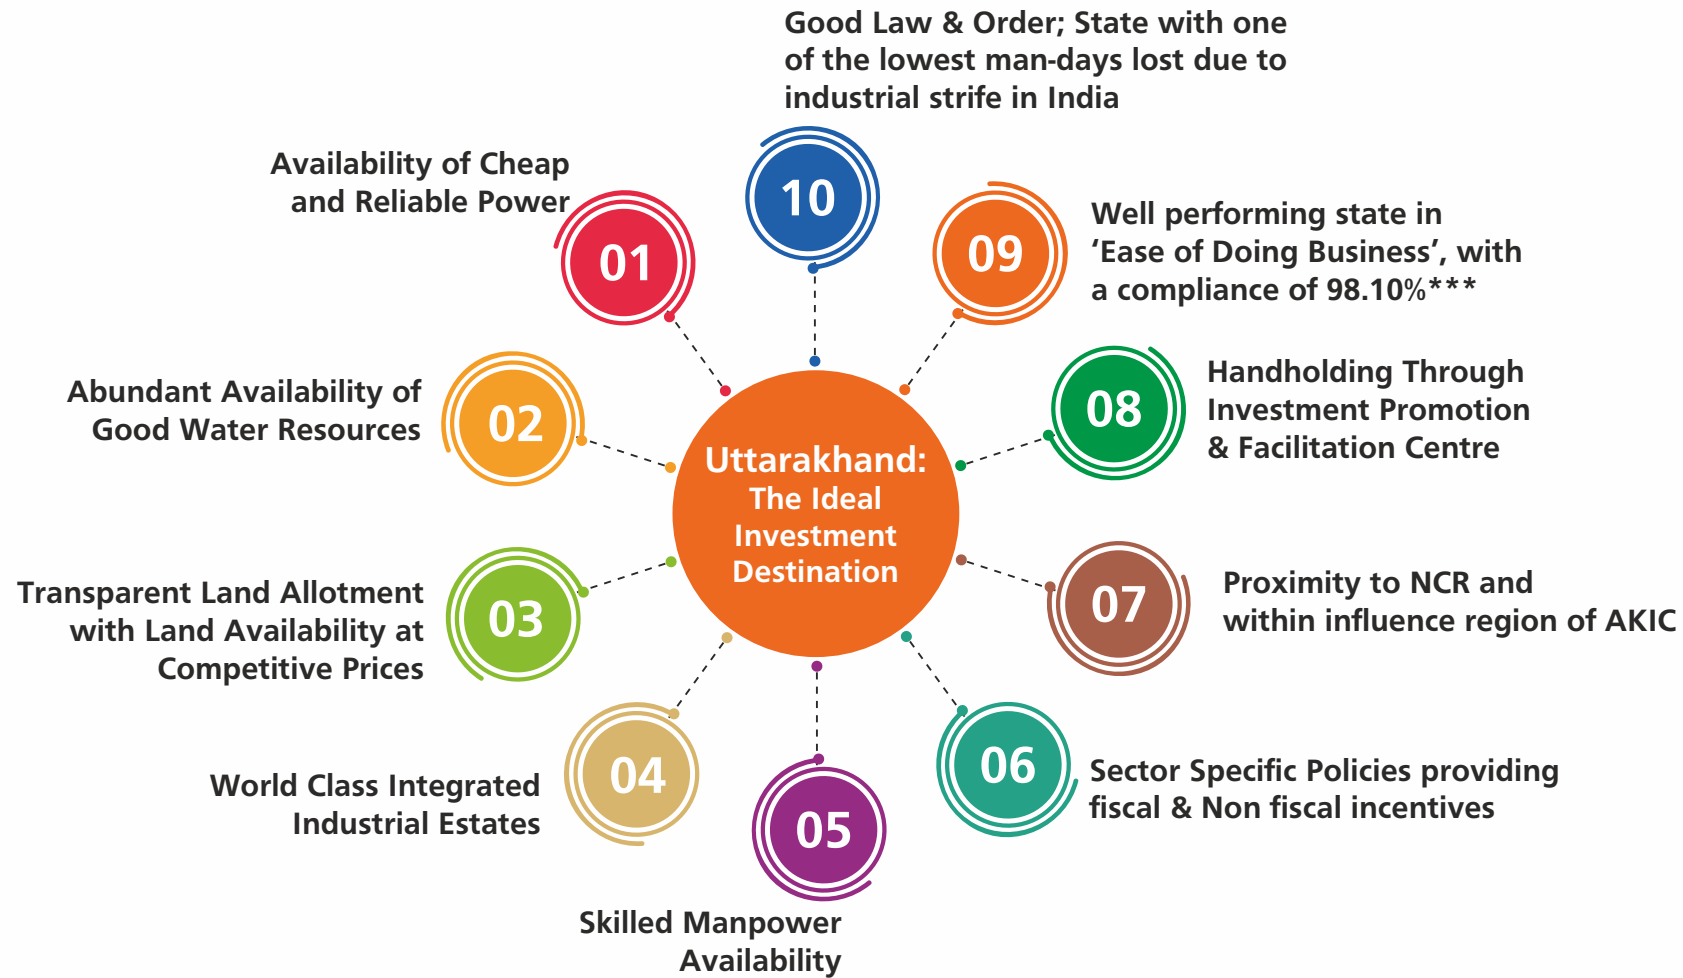 Good Law & Order; State with one
of the lowest man-days lost due to
industrial strife in India
10
Availability of Cheap
and Reliable Power
01
09
Well performing state in
‘Ease of Doing Business’, with
a compliance of 98.10%***
Abundant Availability of
Good Water Resources
02
08
Handholding Through
Investment Promotion
& Facilitation Centre
Uttarakhand:
The Ideal
Investment
Destination
Transparent Land Allotment
with Land Availability at
Competitive Prices
03
07
Proximity to NCR and
within influence region of AKIC
World Class Integrated
Industrial Estates
04
06
Sector Specific Policies providing
fiscal & Non fiscal incentives
05
Skilled Manpower
Availability